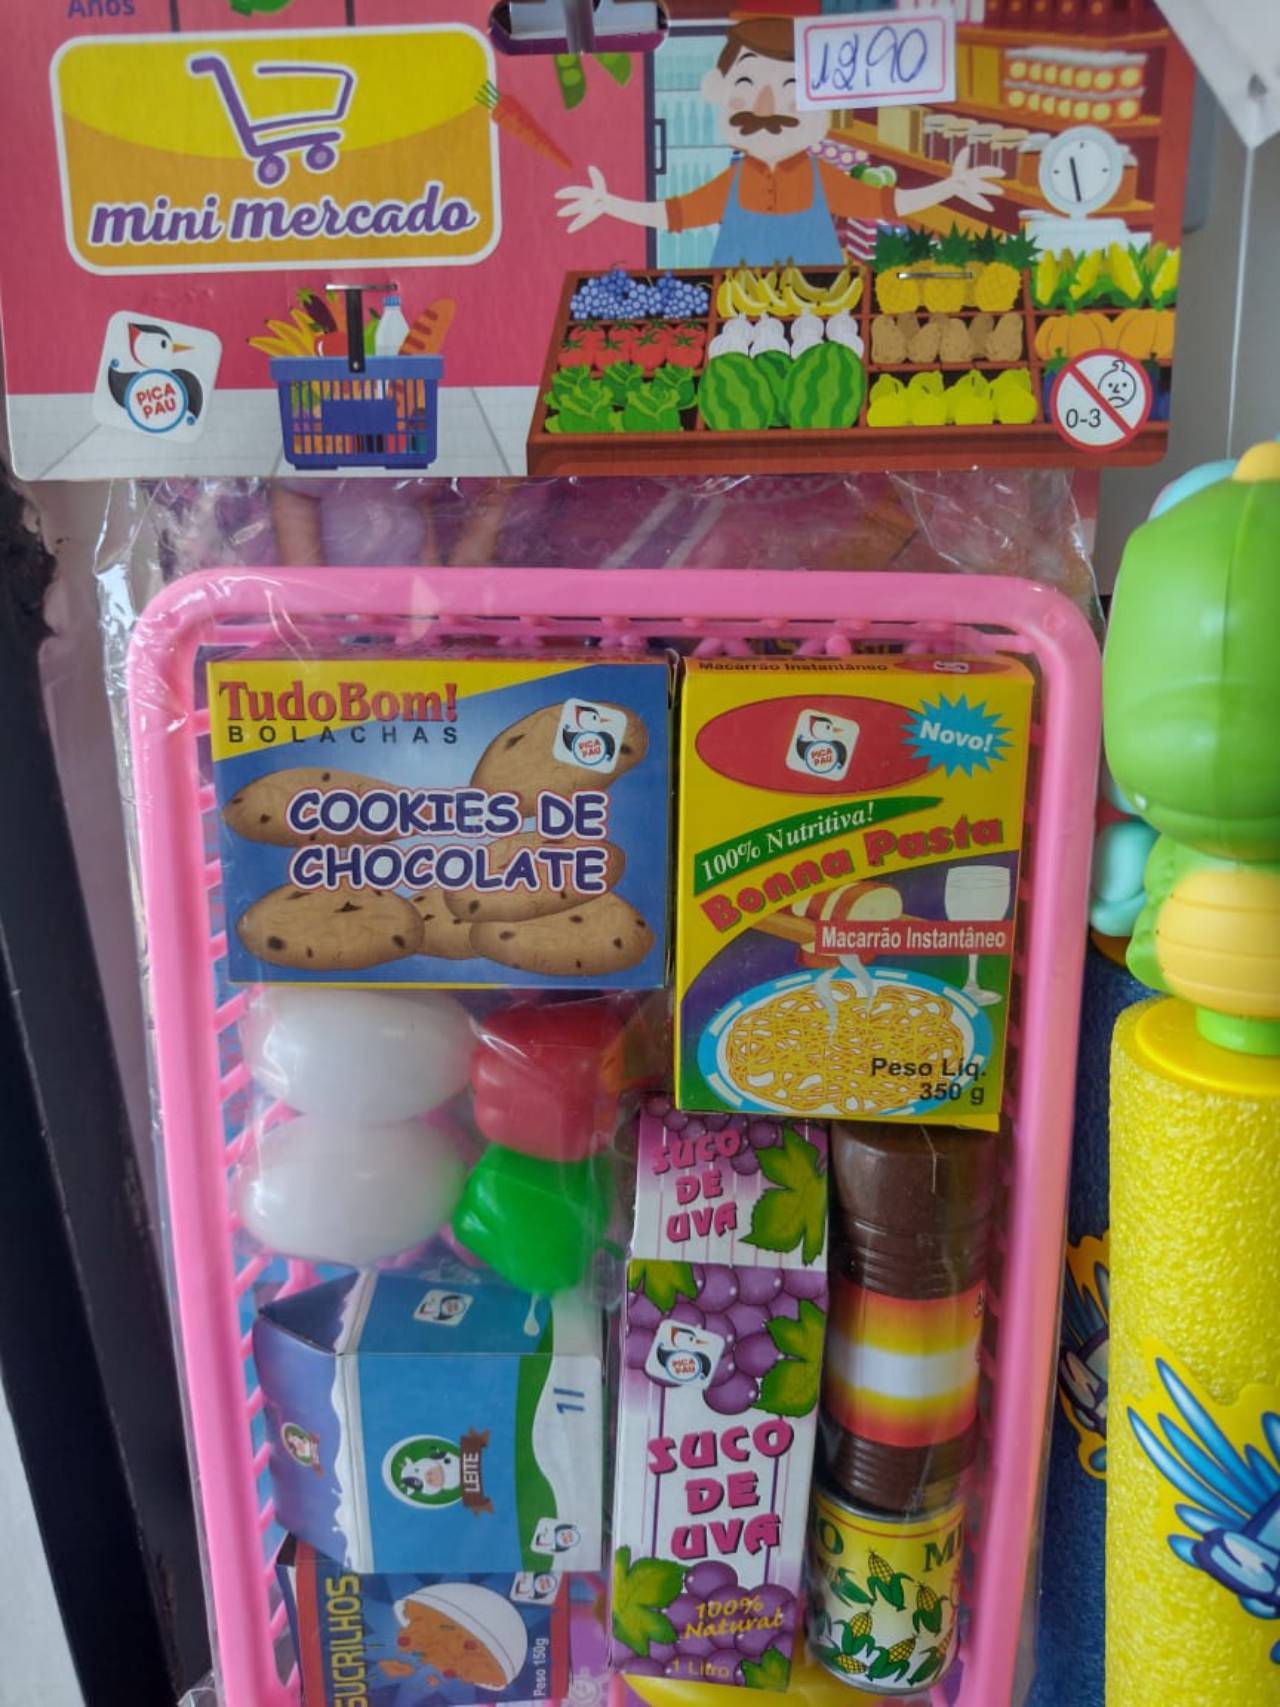 Anos
12,90
mini mercado
PICA
PAU
0-3
TudoBom!
BOLACHAS
PICA
PAU
COOKIES DE
CHOCOLATE
Macarrão Instantâneo
PICA
PAU
Novo!
100% Nutritiva!
Bonna Pasta
Macarrão Instantâneo
Peso Líq.
350 g
SUCO
DE
UVA
PICA
PAU
SUCO
DE
UVA
100%
Natural
1 Litro
1l
LEITE
SUCRILHOS
Peso 150g